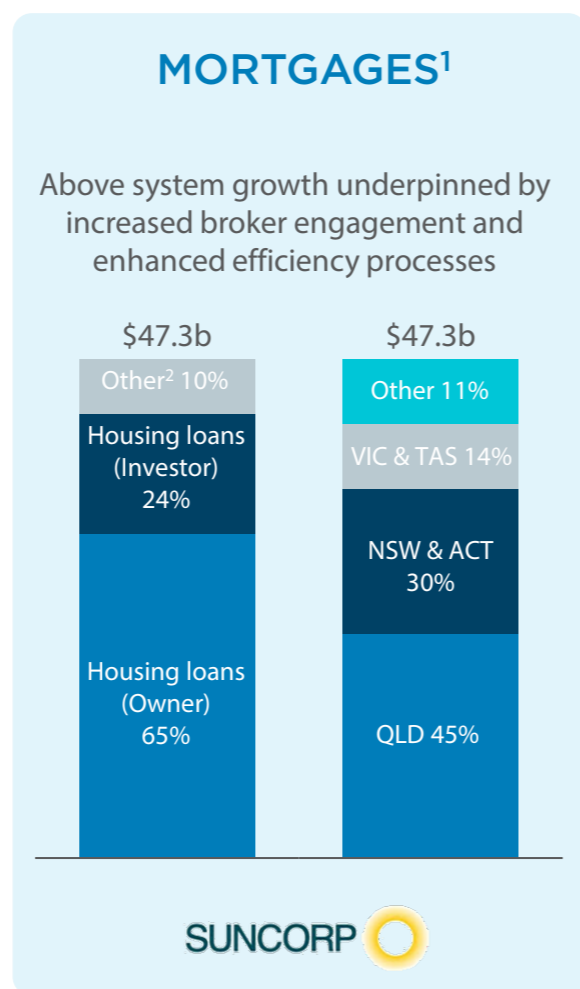 MORTGAGES¹
Above system growth underpinned by
increased broker engagement and
enhanced efficiency processes
$47.3b
Other² 10%
Housing loans
(Investor)
24%
Housing loans
(Owner)
65%
$47.3b
Other 11%
VIC & TAS 14%
NSW & ACT
30%
QLD 45%
SUNCORP